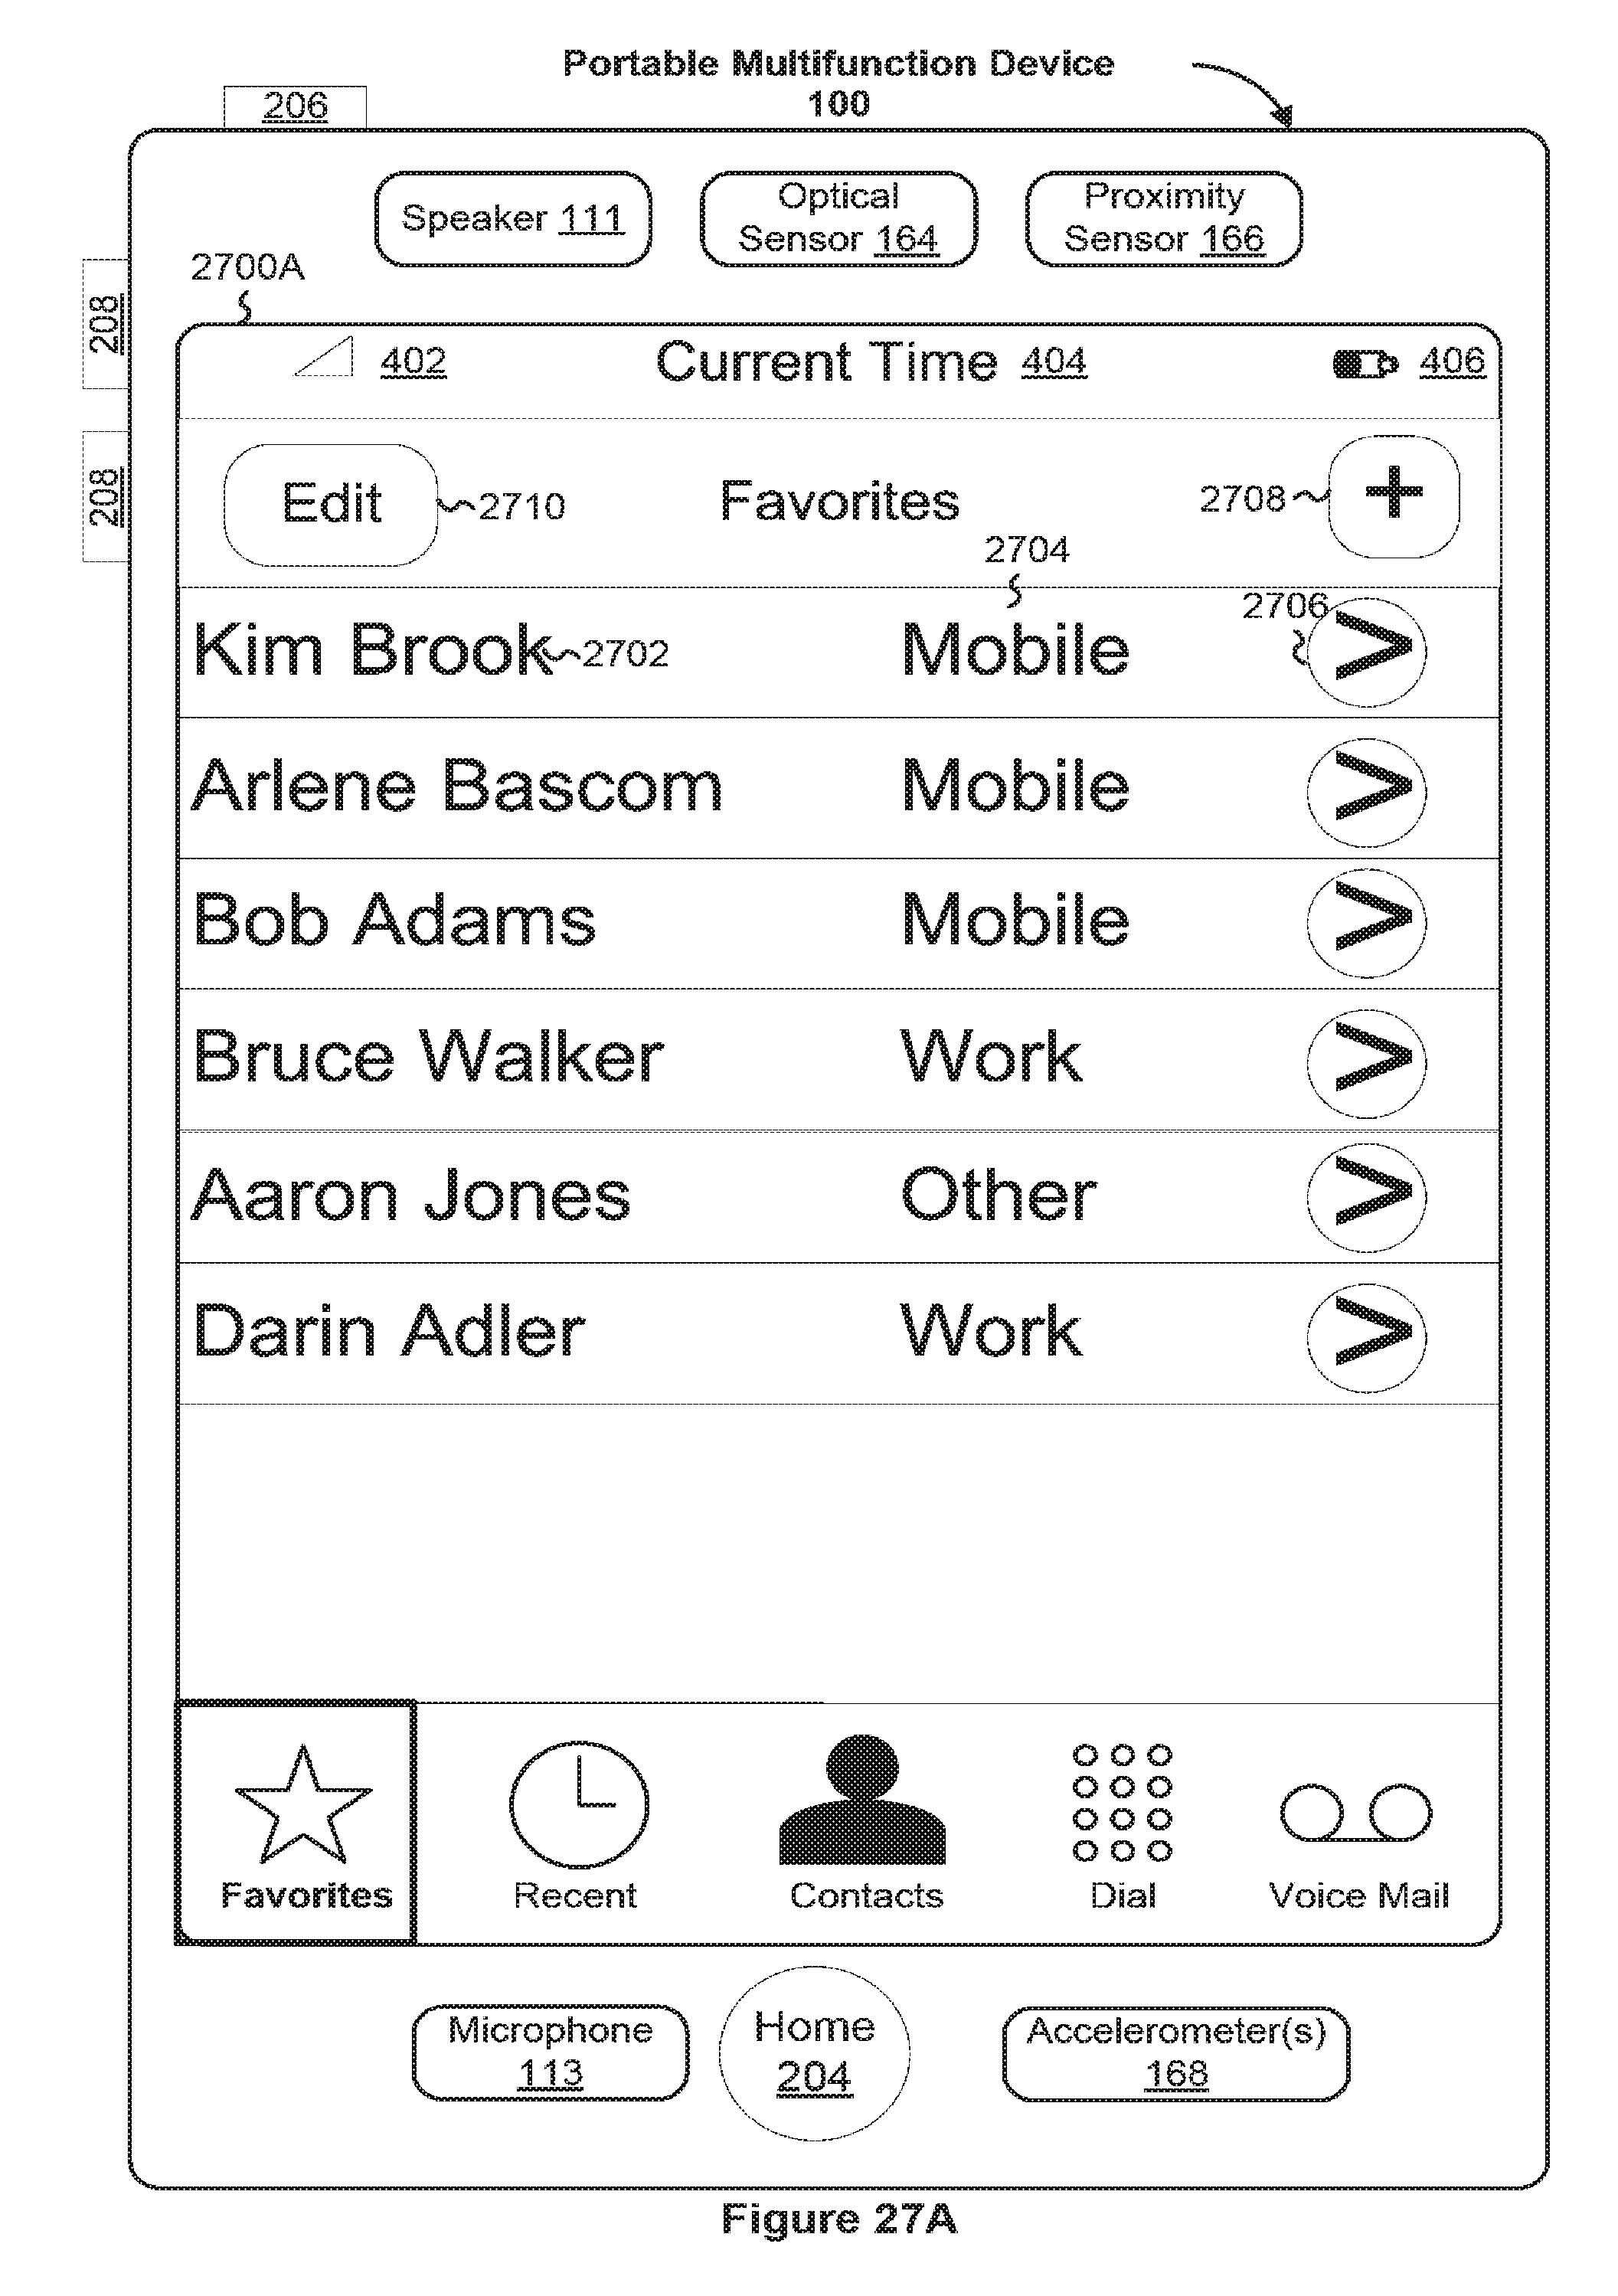 Portable Multifunction Device
100
206
Speaker 111
Optical
Sensor 164
Proximity
Sensor 166
2700A
208
208
402
Current Time 404
406
Edit
2710
Favorites
2708
+
2704
2706
Kim Brook
2702
Mobile
>
Arlene Bascom
Mobile
>
Bob Adams
Mobile
>
Bruce Walker
Work
>
Aaron Jones
Other
>
Darin Adler
Work
>
Favorites
Recent
Contacts
Dial
Voice Mail
Microphone
113
Home
204
Accelerometer(s)
168
Figure 27A